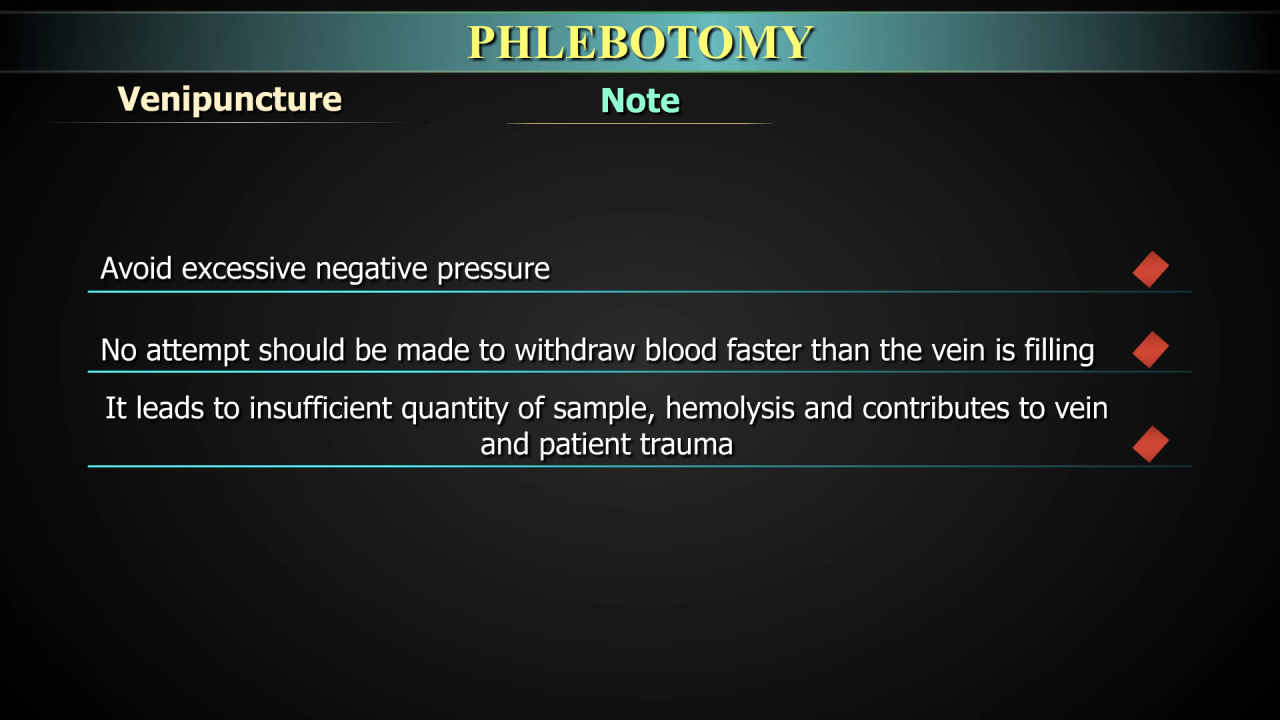 PHLEBOTOMY
Venipuncture
Note
Avoid excessive negative pressure
No attempt should be made to withdraw blood faster than the vein is filling
It leads to insufficient quantity of sample, hemolysis and contributes to vein
and patient trauma